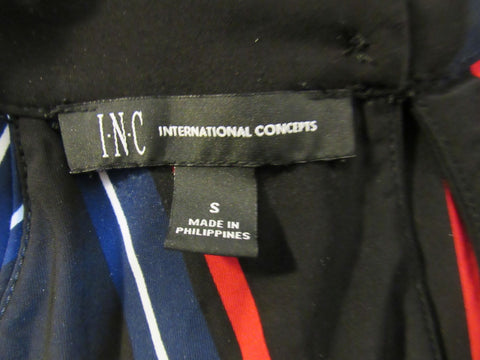 I·N·C INTERNATIONAL CONCEPTS
S
MADE IN
PHILIPPINES